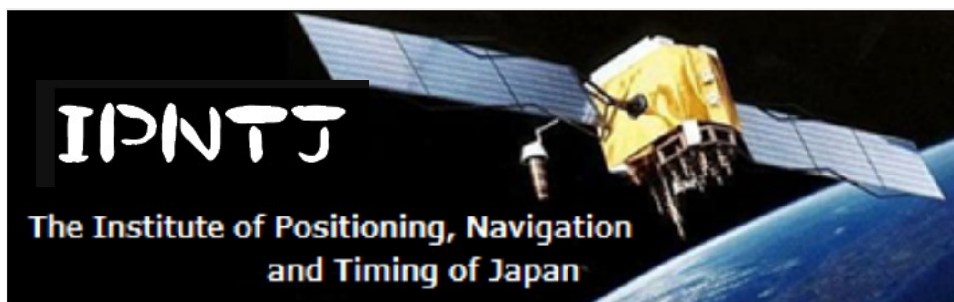 IPNTJ
The Institute of Positioning, Navigation
and Timing of Japan